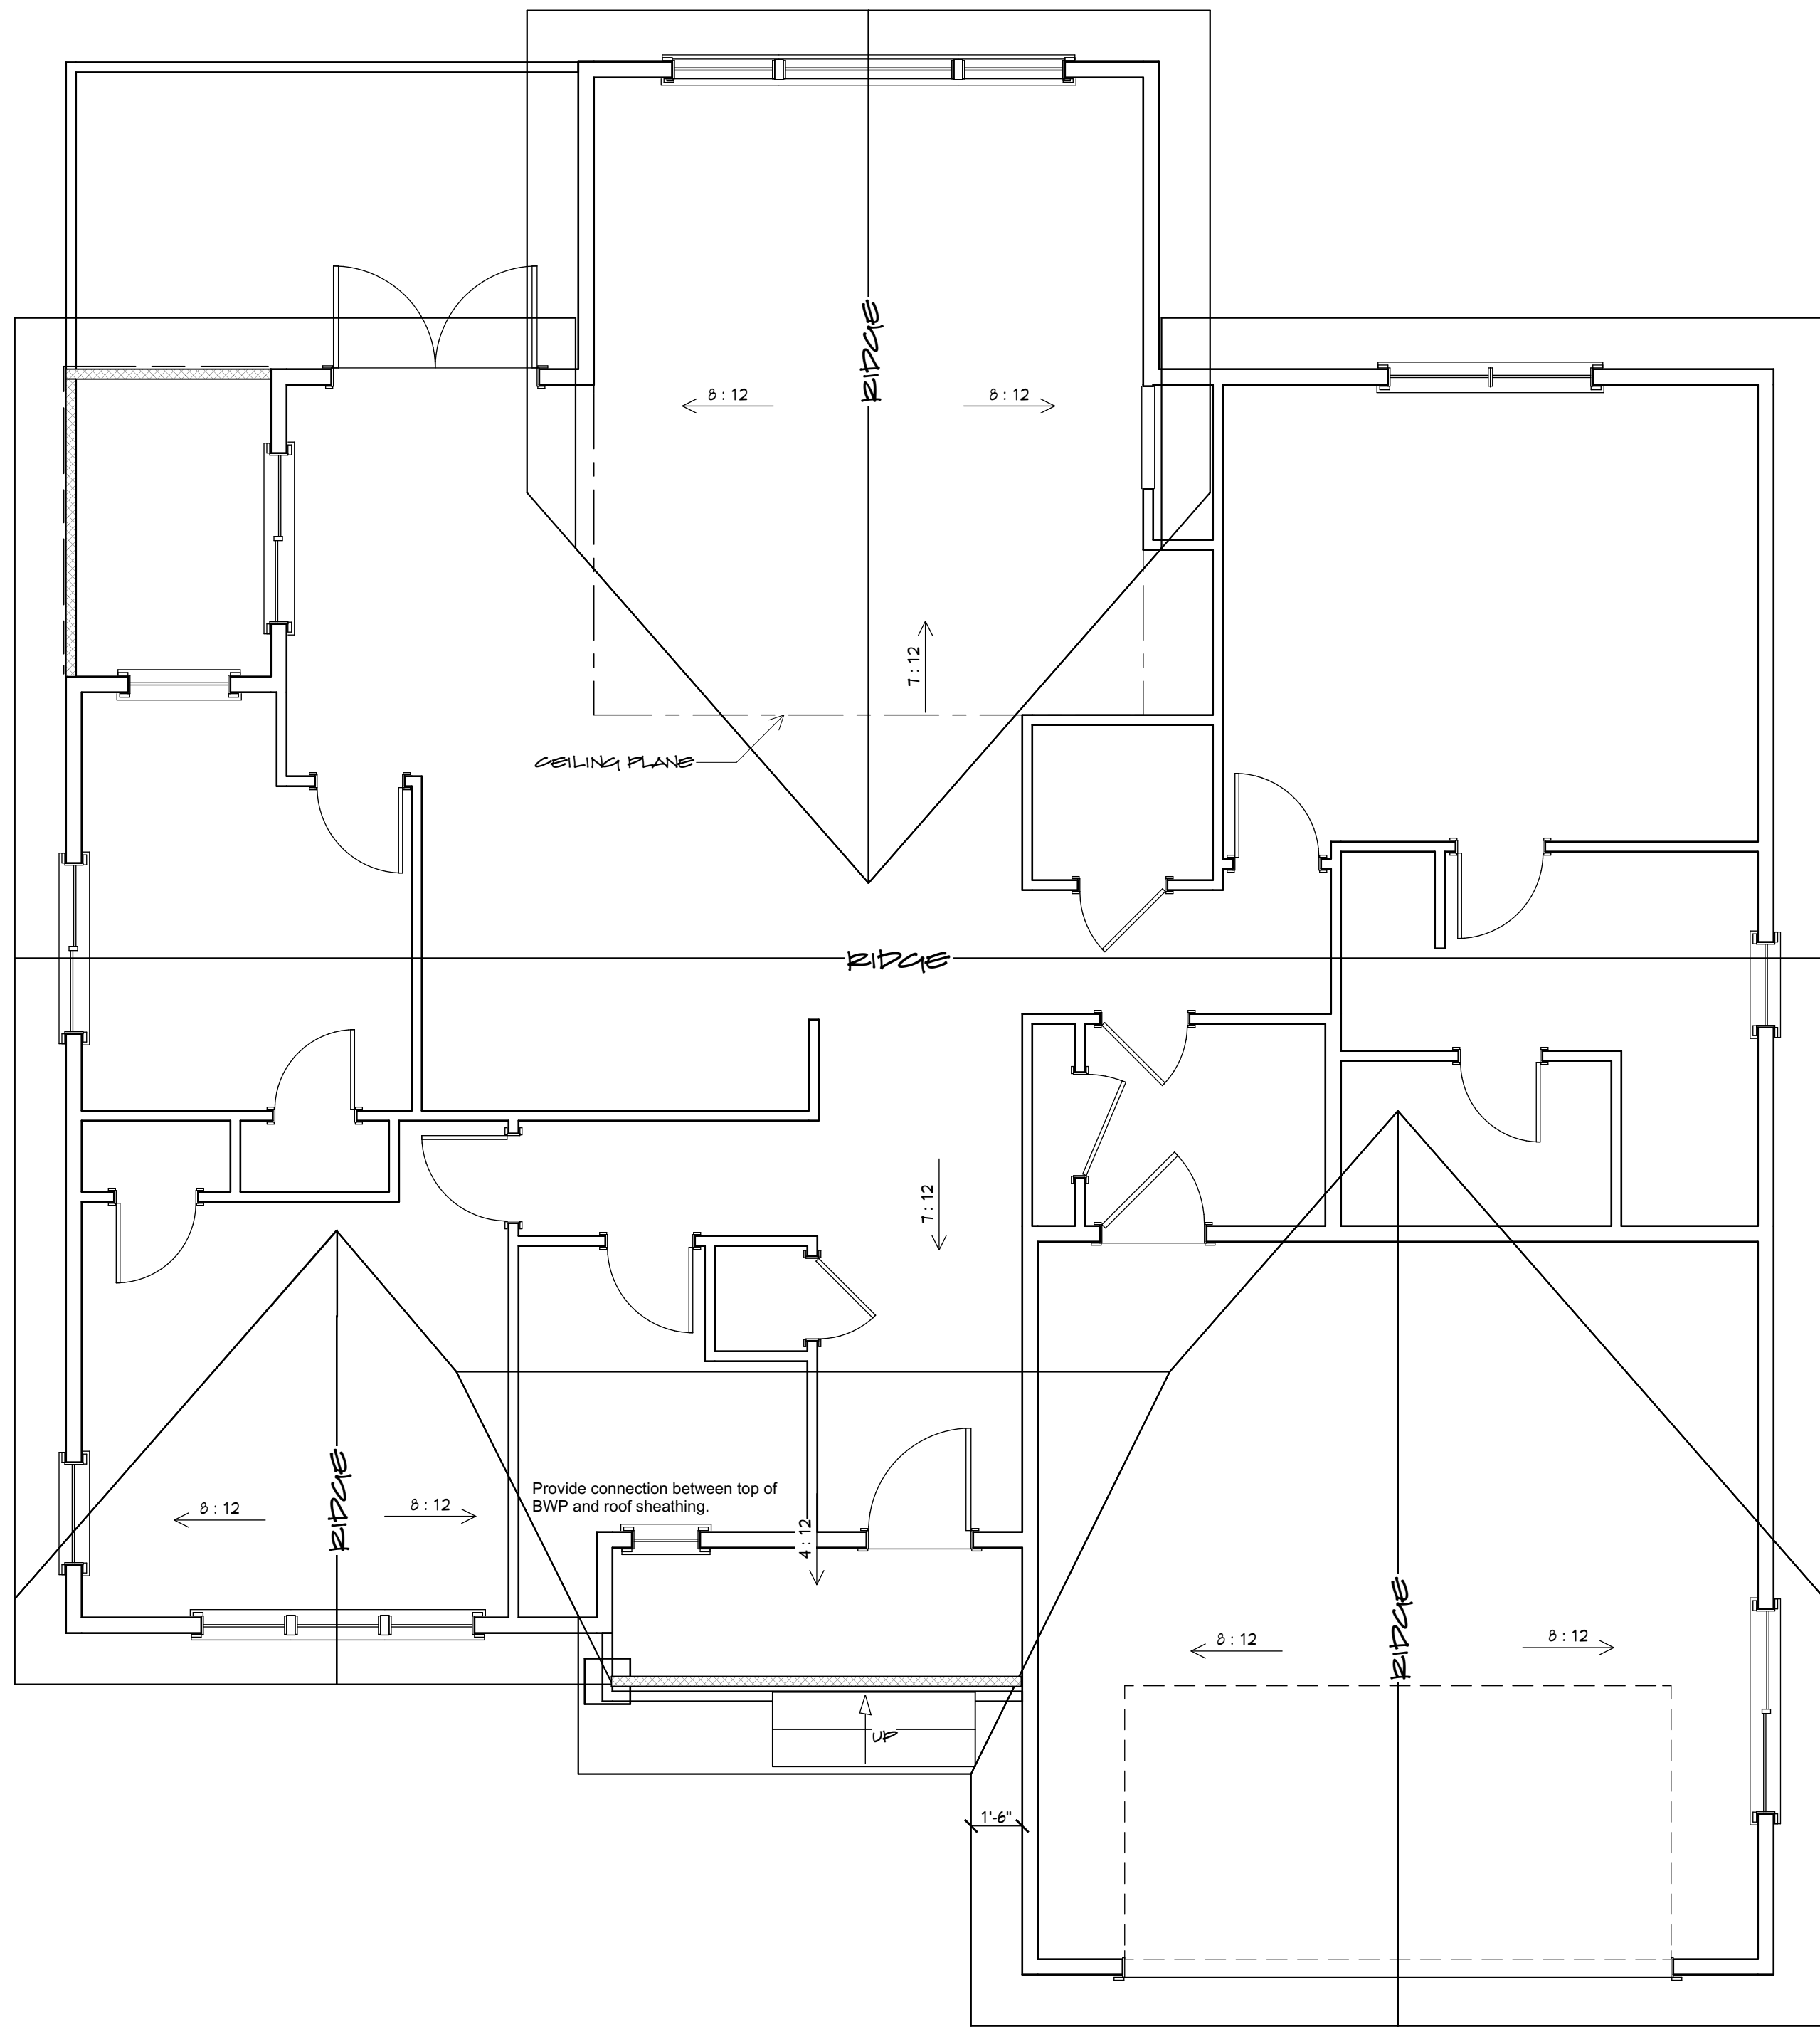 RIDGE
8 : 12
8 : 12
7 : 12
CEILING PLANE
RIDGE
7 : 12
RIDGE
8 : 12
8 : 12
Provide connection between top of
BWP and roof sheathing.
4 : 12
UP
RIDGE
8 : 12
8 : 12
1'-6"